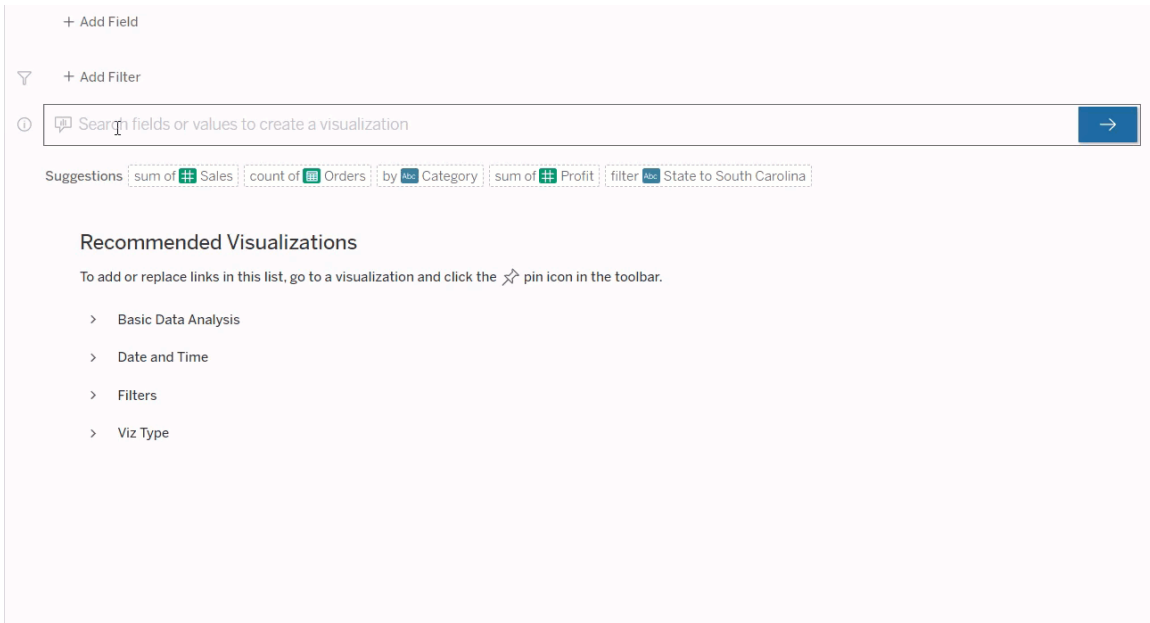 + Add Field
+ Add Filter
Search fields or values to create a visualization
Suggestions sum of # Sales count of Orders by Abc Category sum of # Profit filter Abc State to South Carolina
Recommended Visualizations
To add or replace links in this list, go to a visualization and click the pin icon in the toolbar.
> Basic Data Analysis
> Date and Time
> Filters
> Viz Type